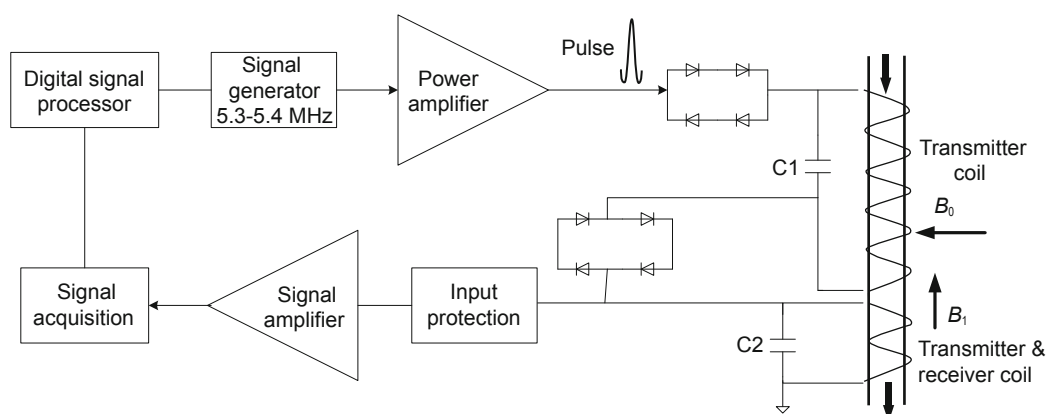 Digital signal
processor
Signal
generator
5.3-5.4 MHz
Power
amplifier
Pulse
C1
Transmitter
coil
B0
B1
Transmitter &
receiver coil
Signal
acquisition
Signal
amplifier
Input
protection
C2